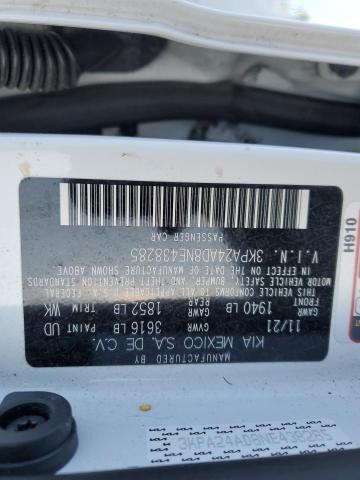 MANUFACTURED BY
KIA MEXICO S.A. DE C.V.
11/21 GVWR 3616 LB PAINT UD
GAWR FRONT 1940 LB GAWR REAR 1852 LB TRIM WK
THIS VEHICLE CONFORMS TO ALL APPLICABLE U.S. FEDERAL
MOTOR VEHICLE SAFETY, BUMPER, AND THEFT PREVENTION STANDARDS
IN EFFECT ON THE DATE OF MANUFACTURE SHOWN ABOVE.
V.I.N. 3KPA24AD8NE438285
PASSENGER CAR
H910
3KPA24AD8NE438285